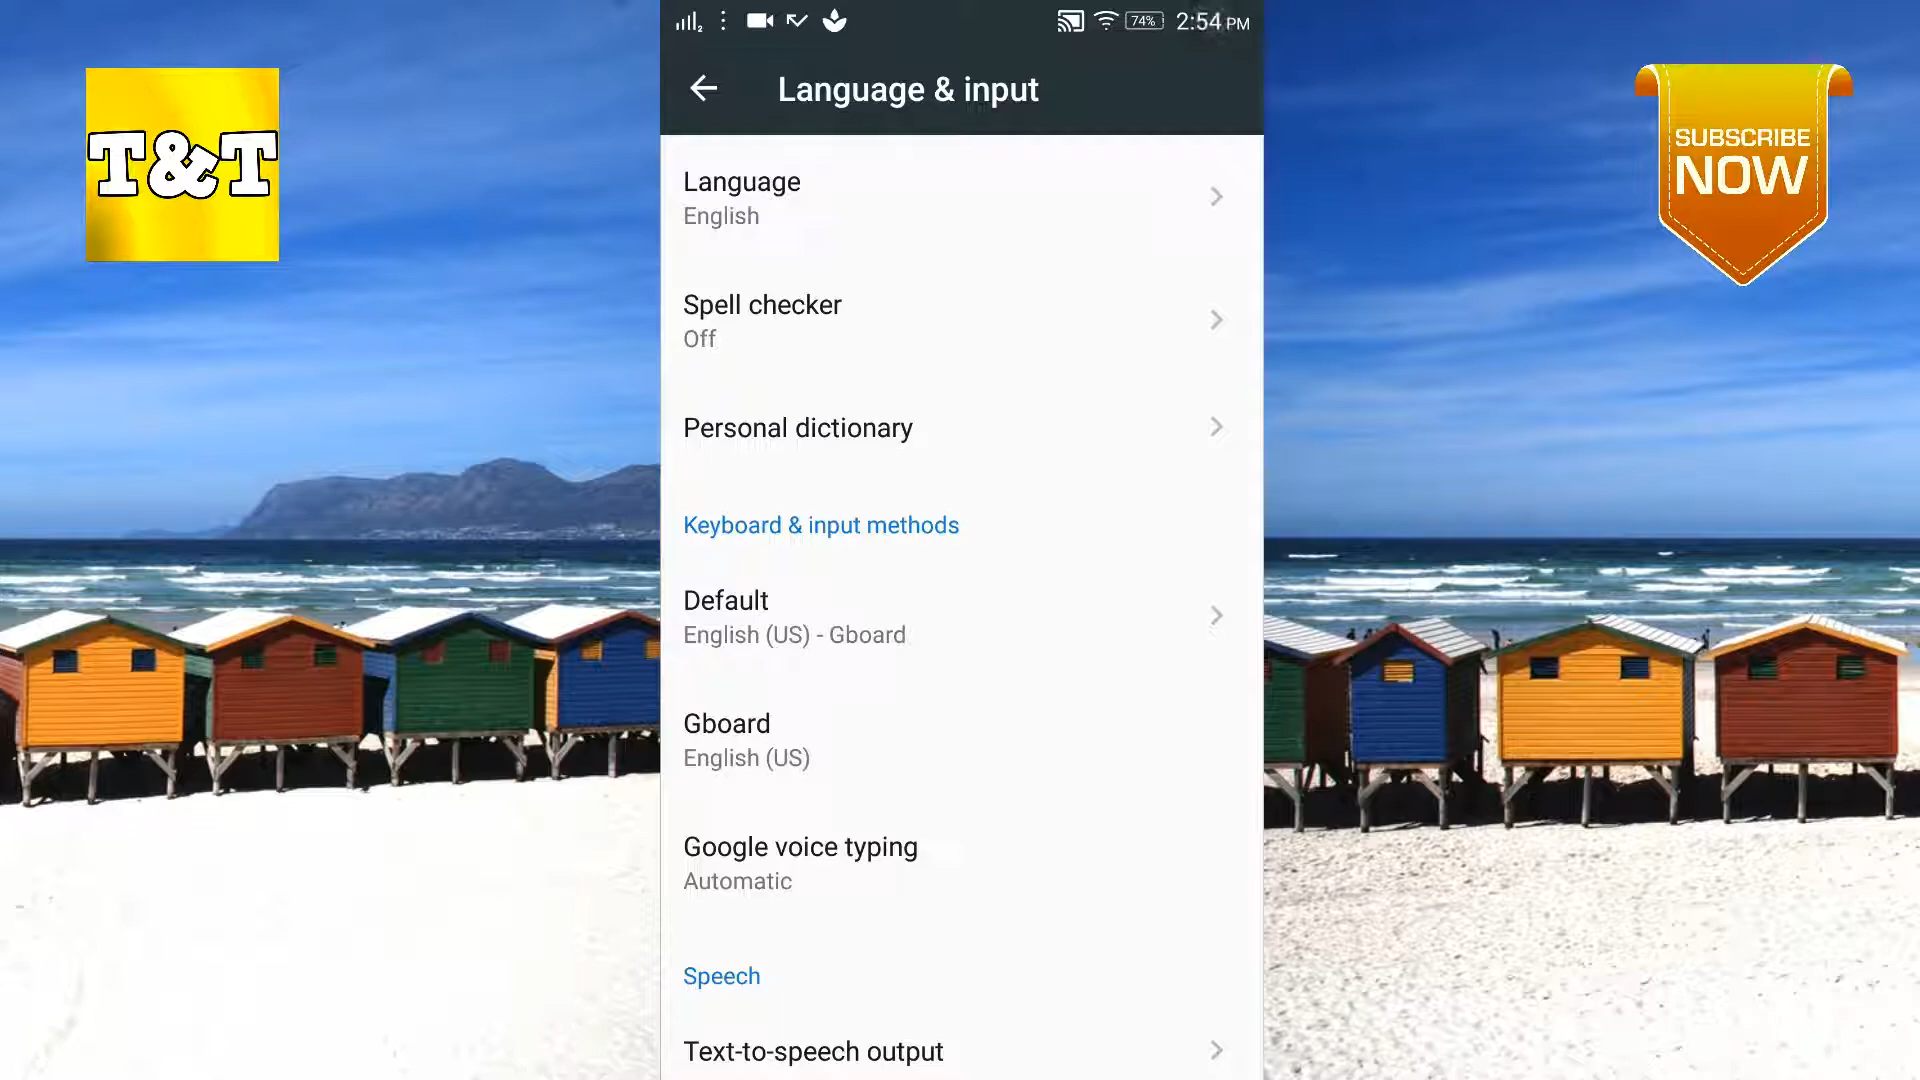 2 74% 2:54 PM
Language & input
T&T
SUBSCRIBE
NOW
Language
English
Spell checker
Off
Personal dictionary
Keyboard & input methods
Default
English (US) - Gboard
Gboard
English (US)
Google voice typing
Automatic
Speech
Text-to-speech output